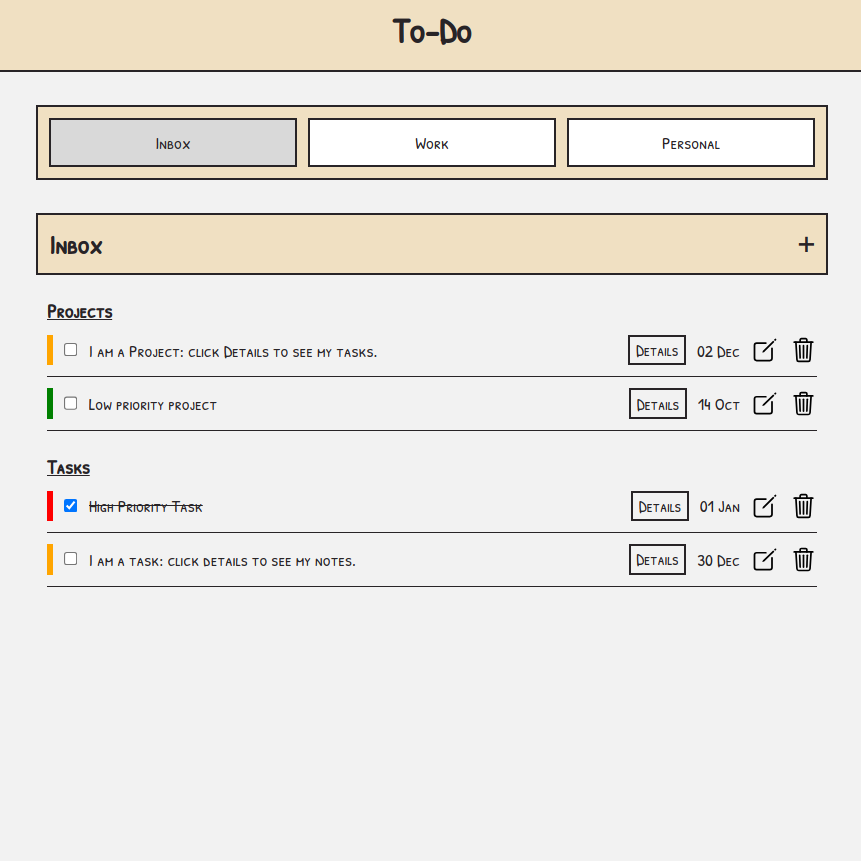 To-Do
Inbox Work Personal
Inbox +
Projects
I am a Project: click Details to see my tasks. Details 02 Dec
Low priority project Details 14 Oct
Tasks
High Priority Task Details 01 Jan
I am a task: click details to see my notes. Details 30 Dec